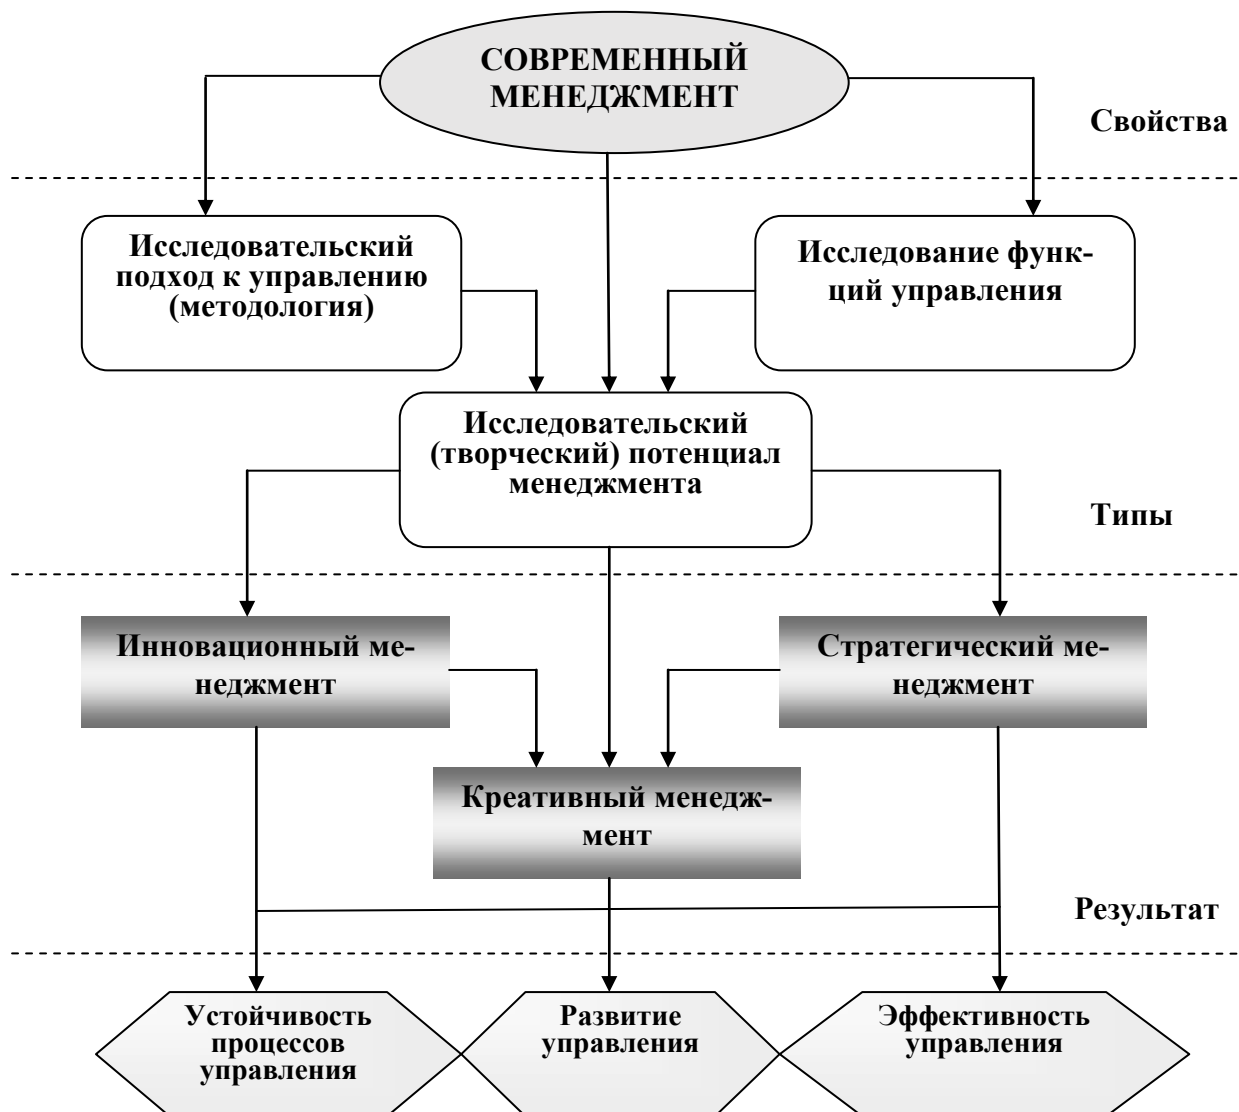 СОВРЕМЕННЫЙ
МЕНЕДЖМЕНТ
Свойства
Исследовательский
подход к управлению
(методология)
Исследование функ-
ций управления
Исследовательский
(творческий) потенциал
менеджмента
Типы
Инновационный ме-
неджмент
Стратегический ме-
неджмент
Креативный менедж-
мент
Результат
Устойчивость
процессов
управления
Развитие
управления
Эффективность
управления